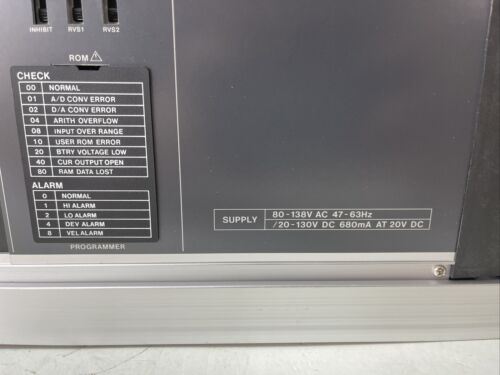 INHIBIT RVS1 RVS2
ROM
CHECK
00 NORMAL
01 A/D CONV ERROR
02 D/A CONV ERROR
04 ARITH OVERFLOW
08 INPUT OVER RANGE
10 USER ROM ERROR
20 BTRY VOLTAGE LOW
40 CUR OUTPUT OPEN
80 RAM DATA LOST
ALARM
0 NORMAL
1 HI ALARM
2 LO ALARM
4 DEV ALARM
8 VEL ALARM
PROGRAMMER
SUPPLY
80-138V AC 47-63Hz
/20-130V DC 680mA AT 20V DC